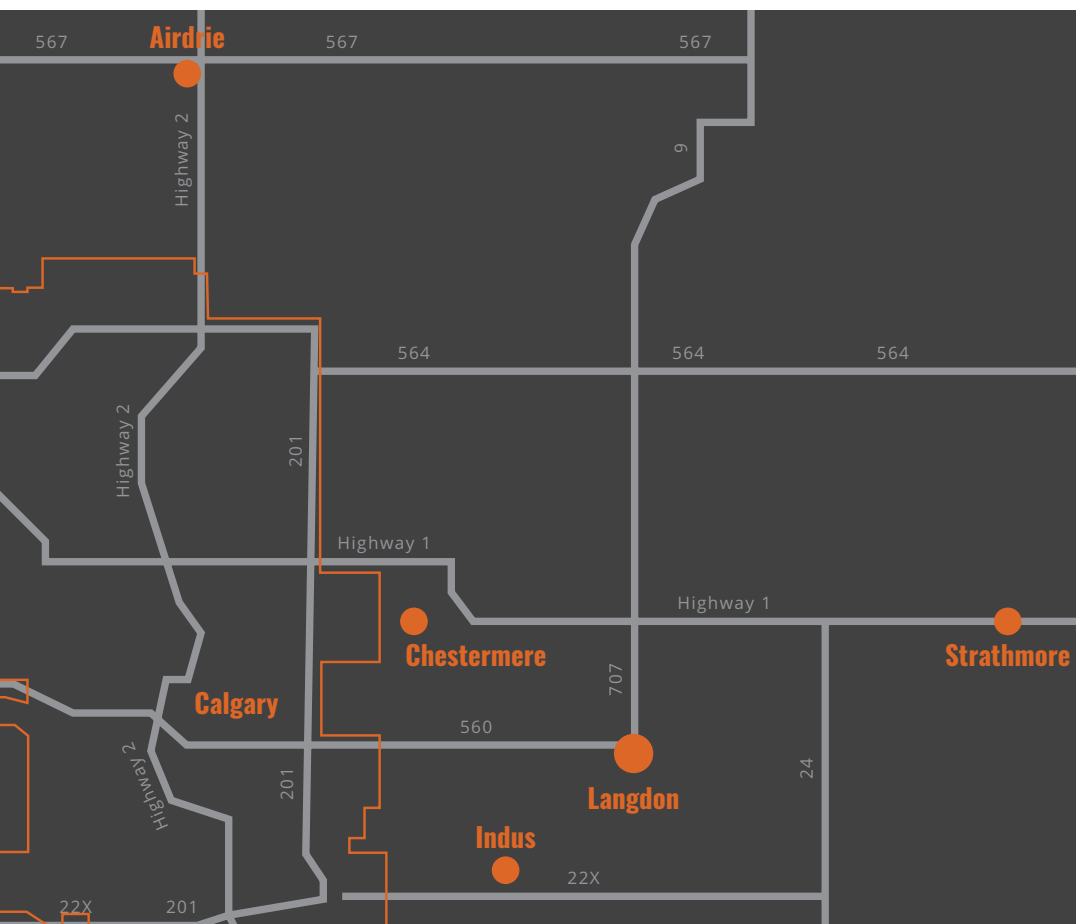 567
Airdrie
567
567
Highway 2
9
564
564
564
Highway 2
201
Highway 1
Highway 1
Chestermere
Strathmore
707
Calgary
560
Highway 2
201
24
Langdon
Indus
22X
22X
201